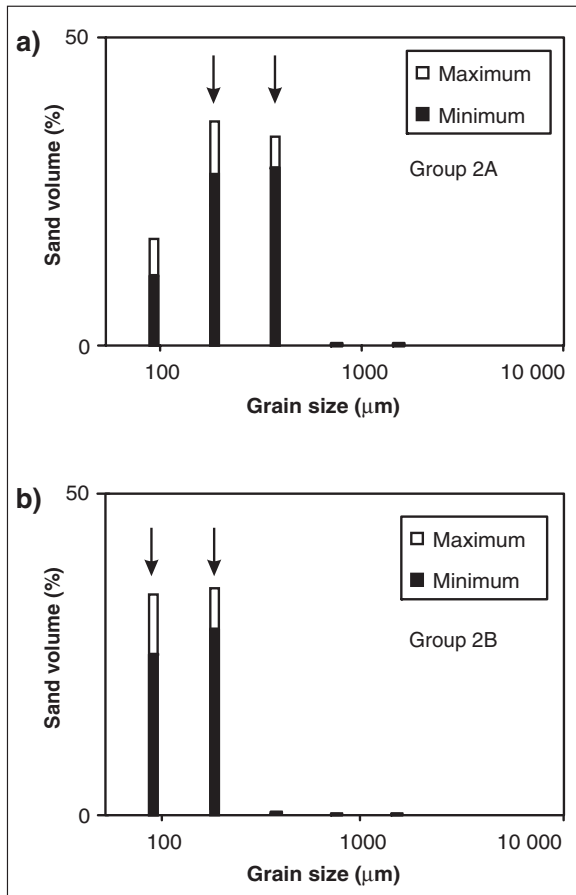 a)
50
Maximum
Minimum
Group 2A
Sand volume (%)
0
100 1000 10 000
Grain size (µm)
b)
50
Maximum
Minimum
Group 2B
Sand volume (%)
0
100 1000 10 000
Grain size (µm)